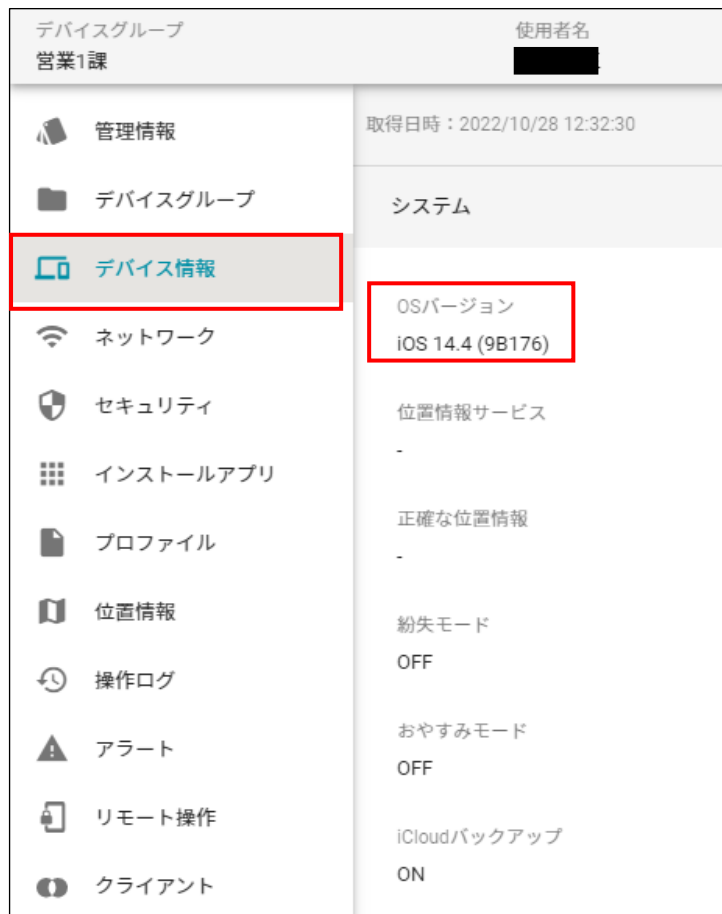 デバイスグループ
営業1課
使用者名
管理情報
デバイスグループ
デバイス情報
ネットワーク
セキュリティ
インストールアプリ
プロファイル
位置情報
操作ログ
アラート
リモート操作
クライアント
取得日時：2022/10/28 12:32:30
システム
OSバージョン
iOS 14.4 (9B176)
位置情報サービス
-
正確な位置情報
-
紛失モード
OFF
おやすみモード
OFF
iCloudバックアップ
ON